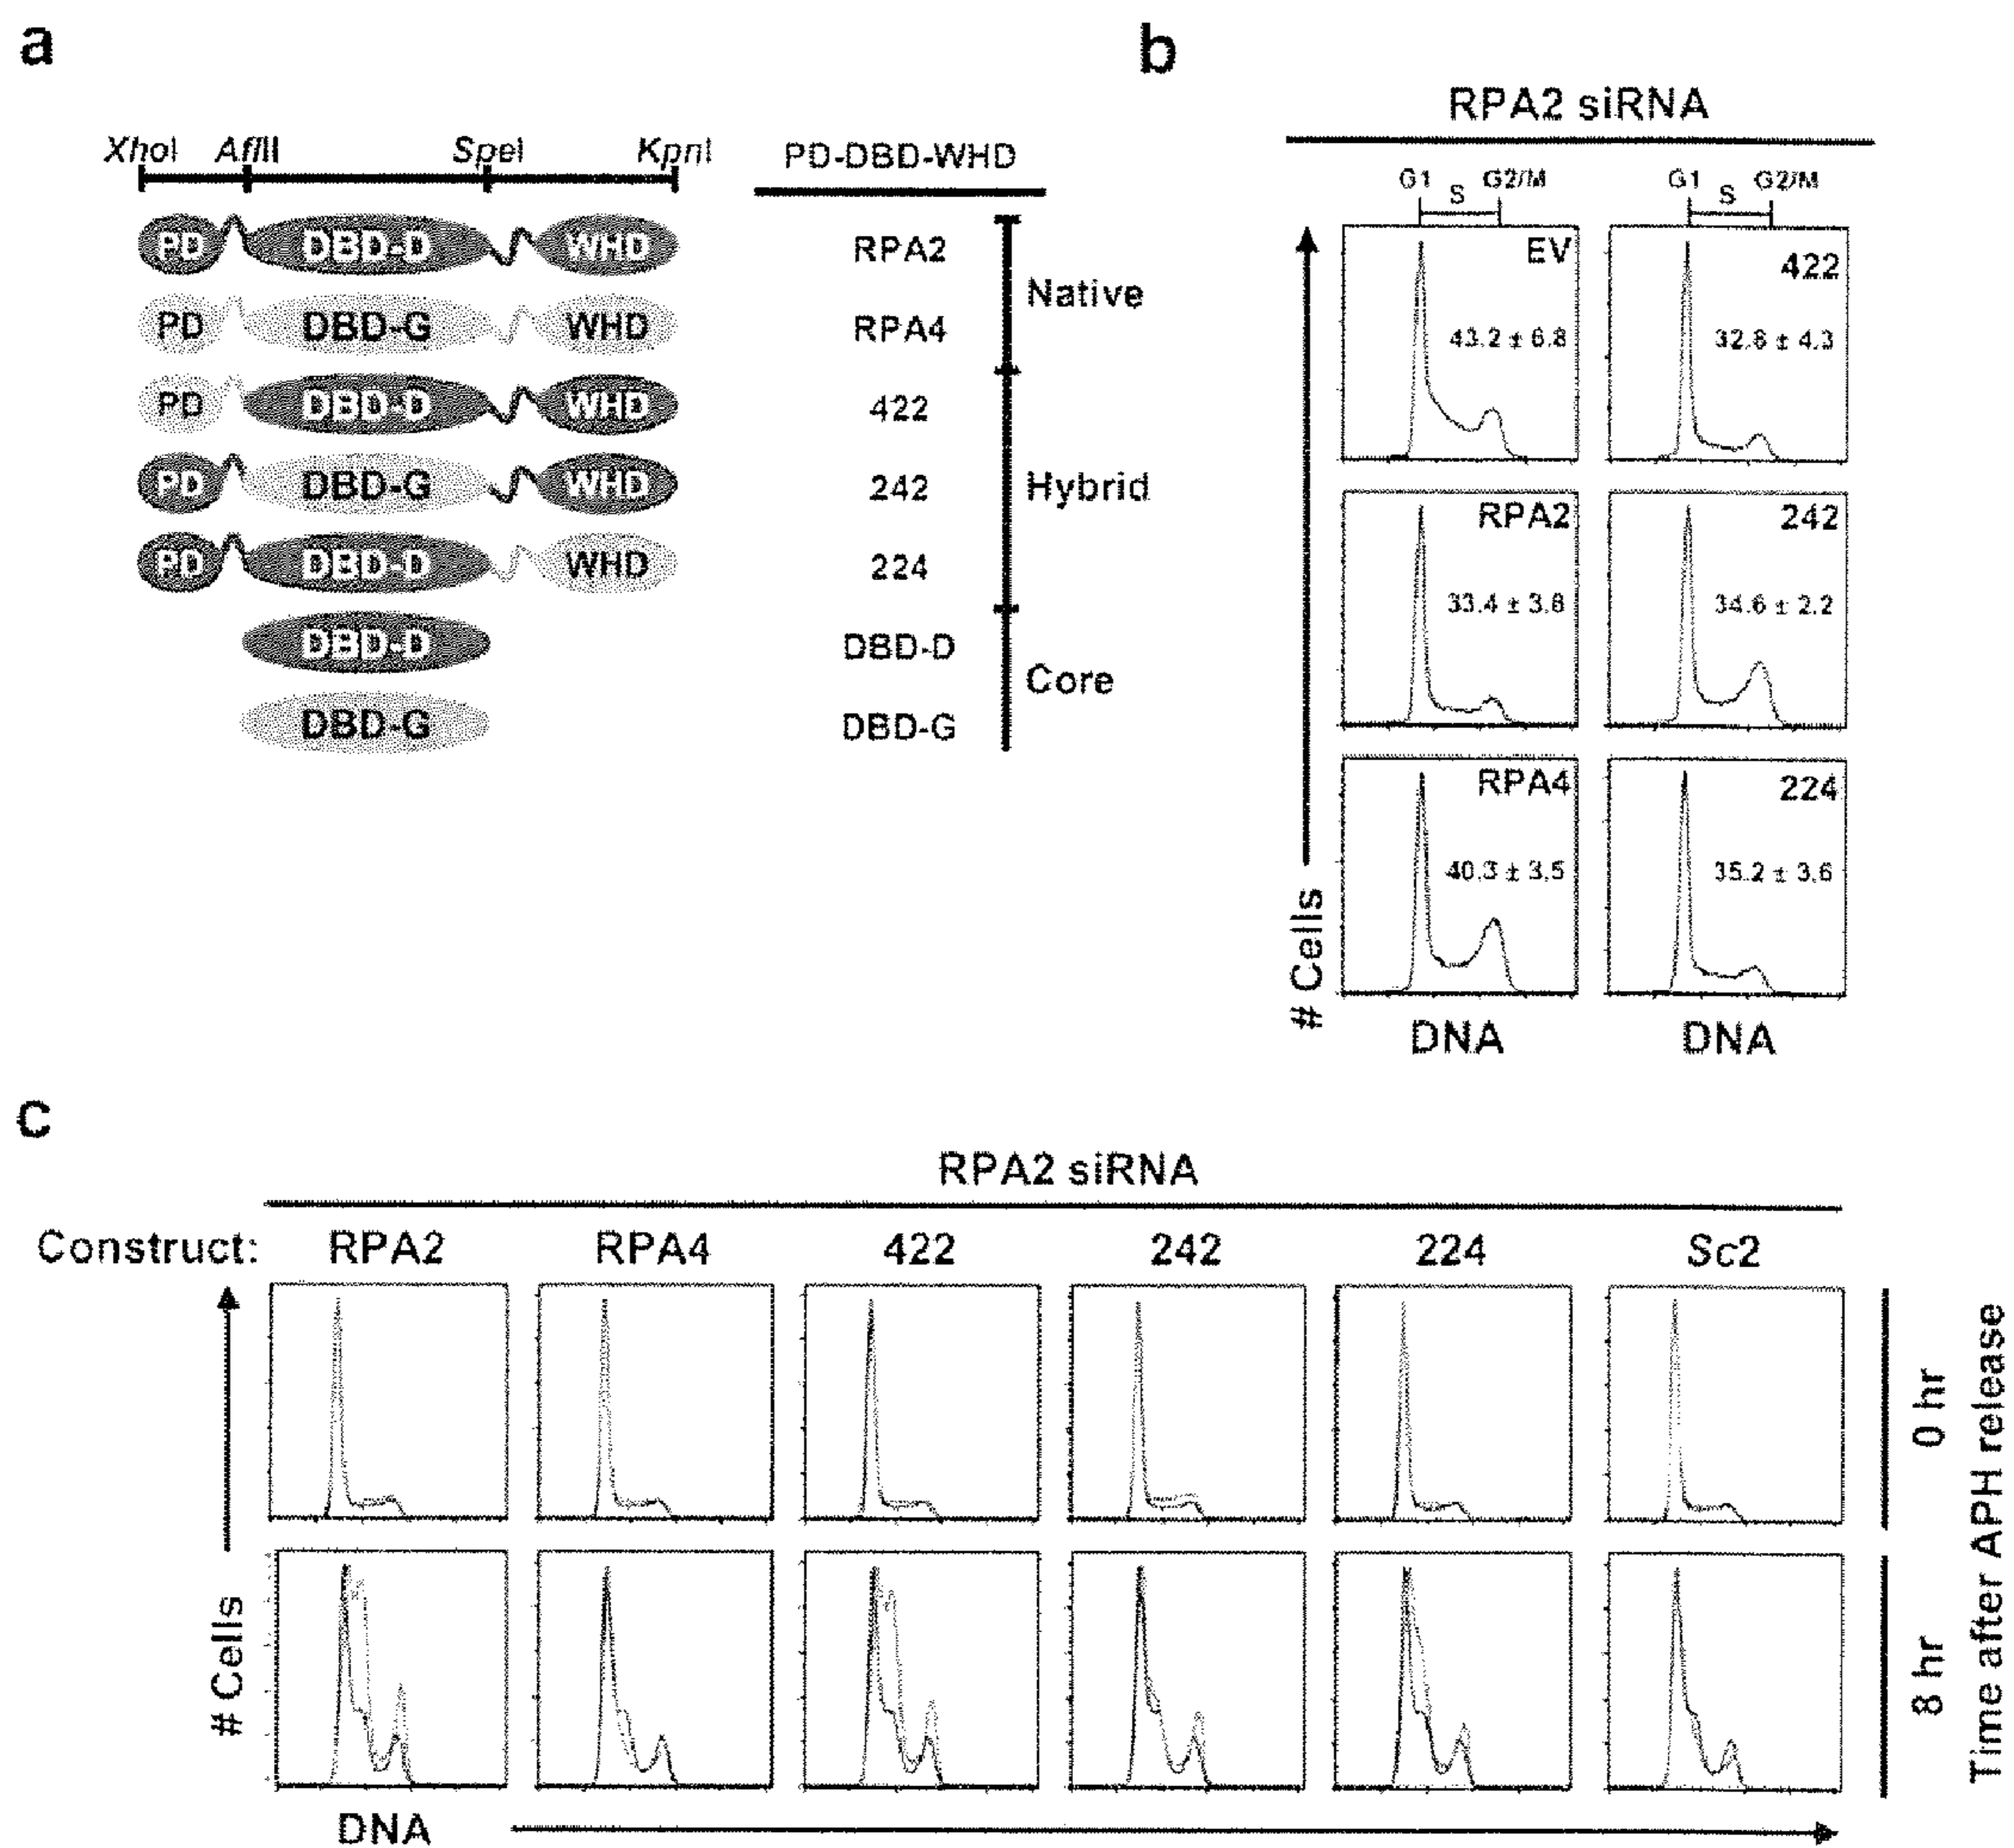 a
XhoI AflII SpeI KpnI PD-DBD-WHD
PD DBD-D WHD RPA2
PD DBD-G WHD RPA4
Native
PD DBD-D WHD 422
PD DBD-G WHD 242
Hybrid
PD DBD-D WHD 224
DBD-D DBD-D
Core
DBD-G DBD-G
b
RPA2 siRNA
G1 S G2/M G1 S G2/M
EV 422
43.2 ± 6.8 32.8 ± 4.3
RPA2 242
33.4 ± 3.8 34.6 ± 2.2
RPA4 224
40.3 ± 3.5 35.2 ± 3.6
# Cells
DNA DNA
c
RPA2 siRNA
Construct: RPA2 RPA4 422 242 224 Sc2
0 hr
8 hr
Time after APH release
# Cells
DNA